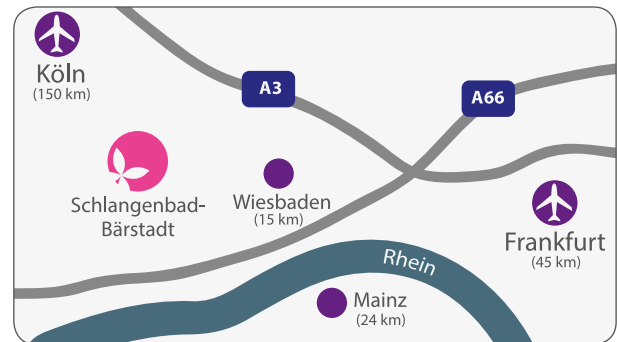 Köln
(150 km)
A3
A66
Schlangenbad-
Bärstadt
Wiesbaden
(15 km)
Frankfurt
(45 km)
Rhein
Mainz
(24 km)